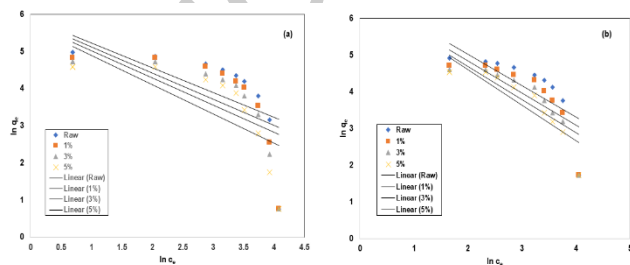 (a)
6
5
4
3
2
1
0
ln qe
Raw
1%
3%
5%
Linear (Raw)
Linear (1%)
Linear (3%)
Linear (5%)
0 0.5 1 1.5 2 2.5 3 3.5 4 4.5
ln ce
(b)
6
5
4
3
2
1
0
ln qe
Raw
1%
3%
5%
Linear (Raw)
Linear (1%)
Linear (3%)
Linear (5%)
0 1 2 3 4 5
ln ce